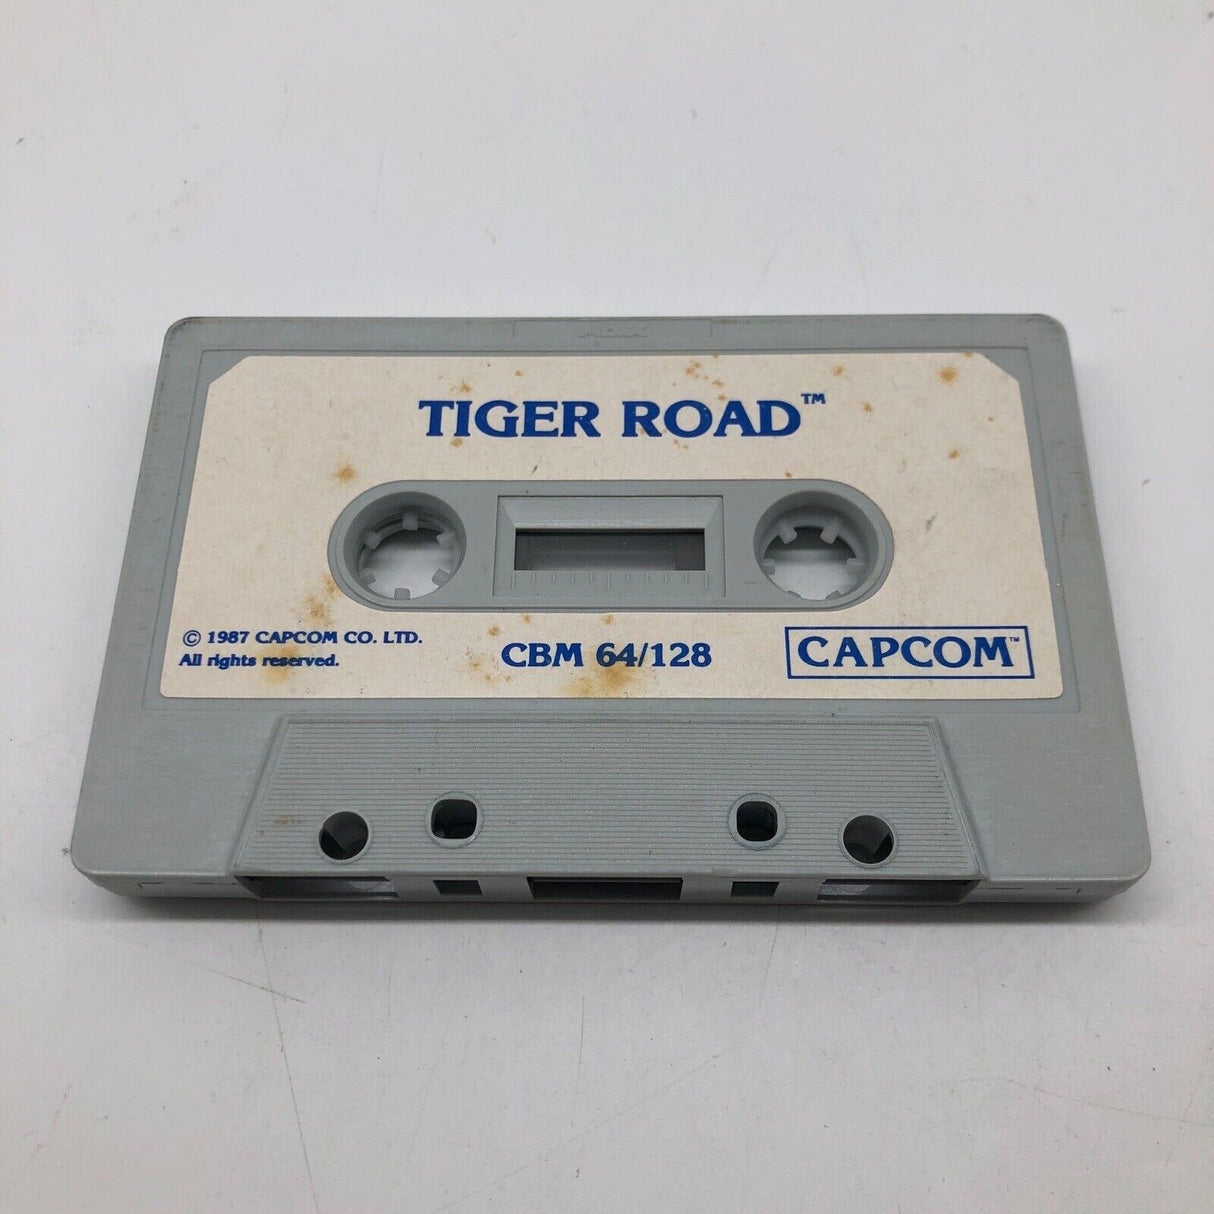 TIGER ROAD™
© 1987 CAPCOM CO. LTD.
All rights reserved.
CBM 64/128
CAPCOM™